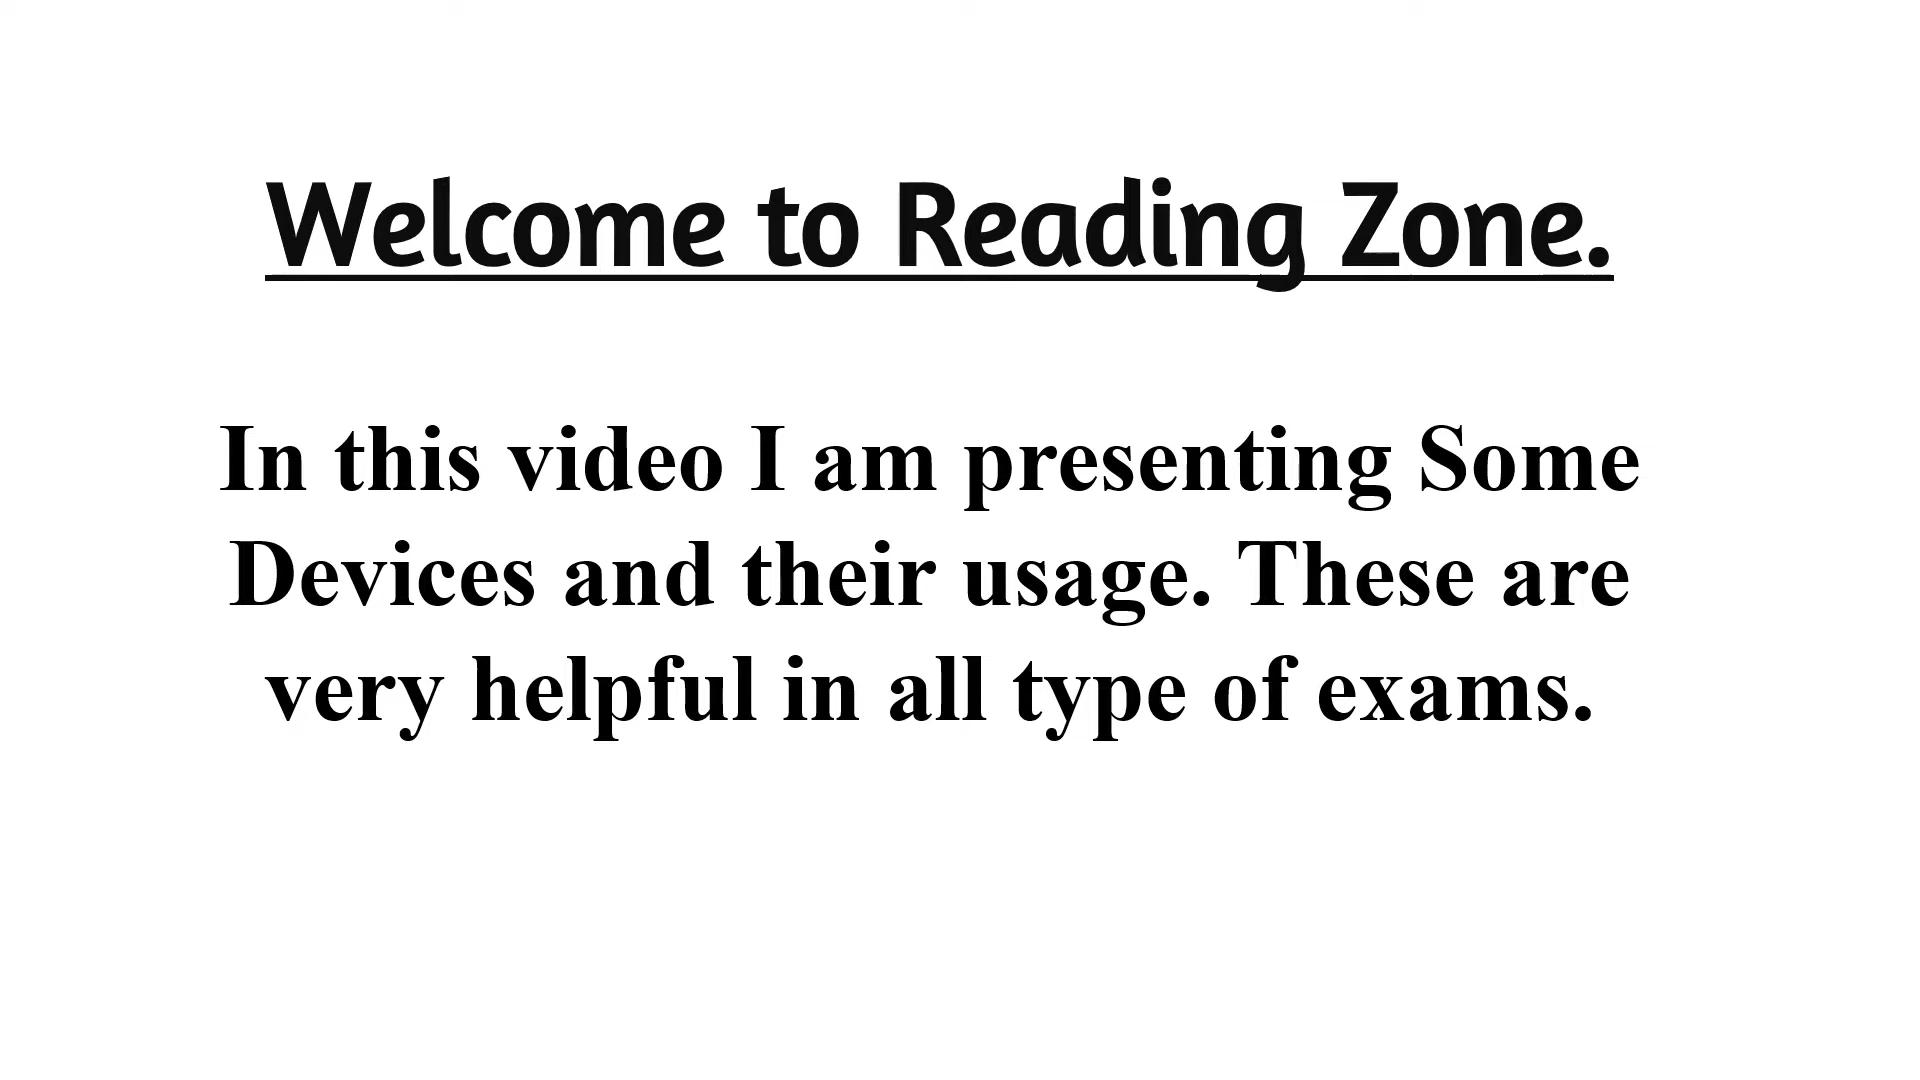 Welcome to Reading Zone.
In this video I am presenting Some
Devices and their usage. These are
very helpful in all type of exams.